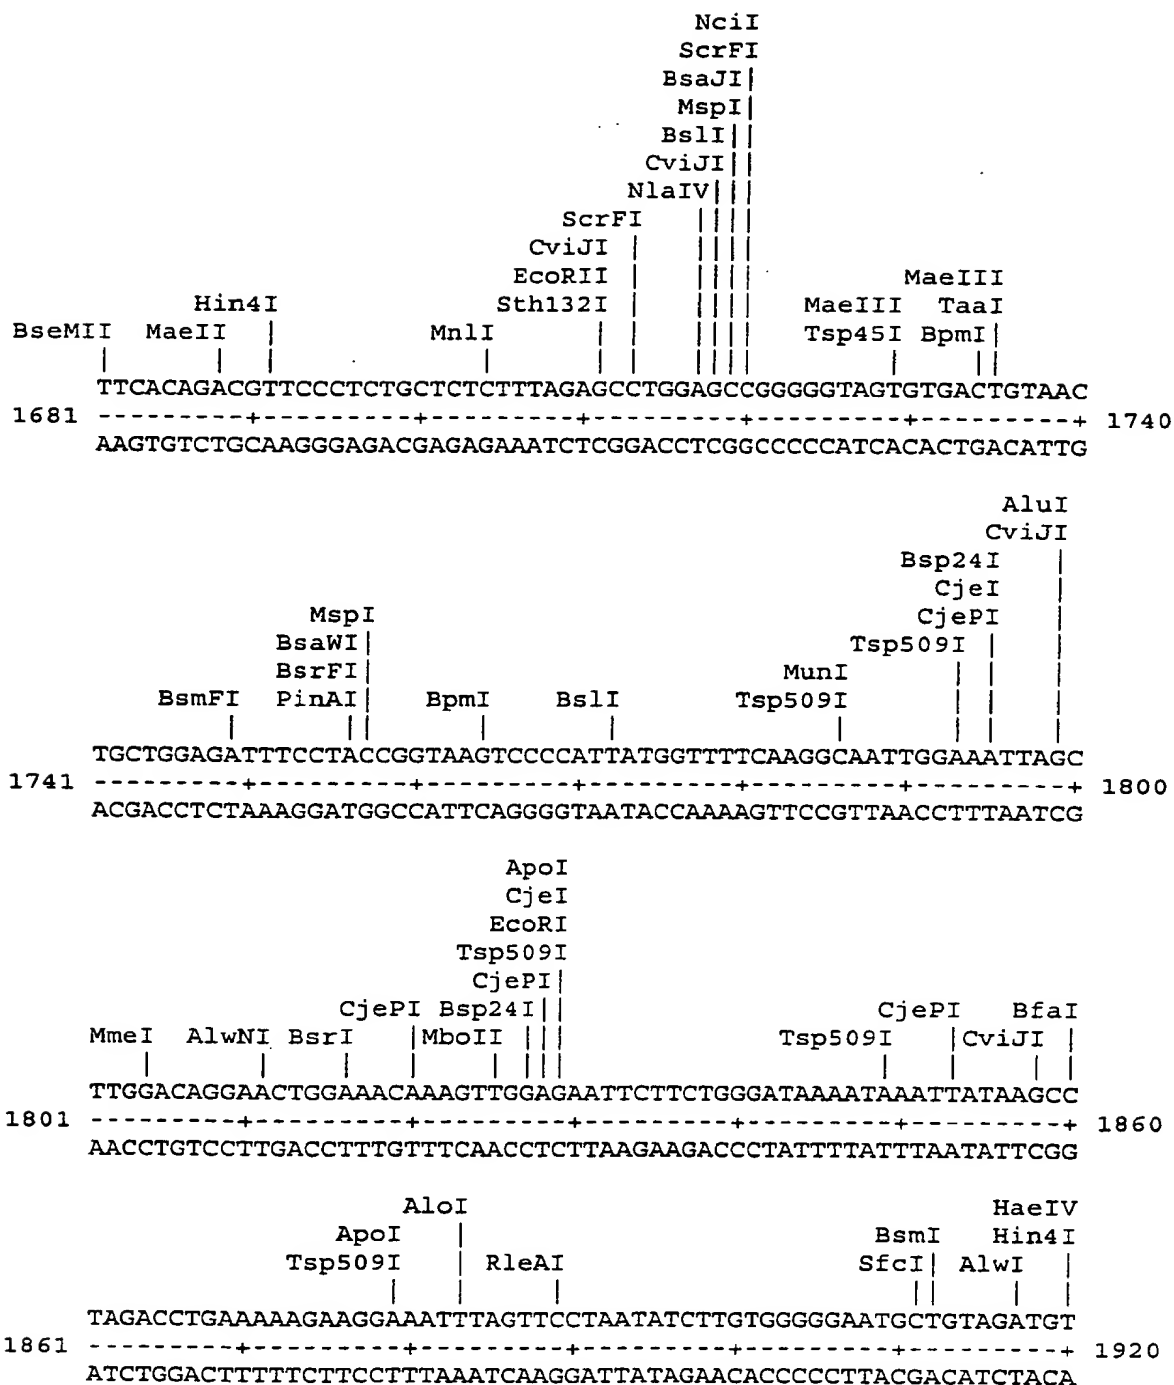 NciI
ScrFI
BsaJI
MspI
BslI
CviJI
NlaIV
ScrFI
CviJI
EcoRII MaeIII
Hin4I Sth132I MaeIII TaaI
BseMII MaeII MnlI Tsp45I BpmI
TTCACAGACGTTCCCTCTGCTCTCTTTAGAGCCTGGAGCCGGGGGTAGTGTGACTGTAAC
1681 ---------+---------+---------+---------+---------+---------+ 1740
AAGTGTCTGCAAGGGAGACGAGAGAAATCTCGGACCTCGGCCCCCATCACACTGACATTG
AluI
CviJI
Bsp24I
CjeI
MspI CjePI
BsaWI Tsp509I
BsrFI MunI
BsmFI PinAI BpmI BslI Tsp509I
TGCTGGAGATTTCCTACCGGTAAGTCCCCATTATGGTTTTCAAGGCAATTGGAAATTAGC
1741 ---------+---------+---------+---------+---------+---------+ 1800
ACGACCTCTAAAGGATGGCCATTCAGGGGTAATACCAAAAGTTCCGTTAACCTTTAATCG
ApoI
CjeI
EcoRI
Tsp509I
CjePI
CjePI Bsp24I CjePI BfaI
MmeI AlwNI BsrI MboII Tsp509I CviJI
TTGGACAGGAACTGGAAACAAAGTTGGAGAATTCTTCTGGGATAAAATAAATTATAAGCC
1801 ---------+---------+---------+---------+---------+---------+ 1860
AACCTGTCCTTGACCTTTGTTTCAACCTCTTAAGAAGACCCTATTTTATTTAATATTCGG
AloI HaeIV
ApoI BsmI Hin4I
Tsp509I RleAI SfcI AlwI
TAGACCTGAAAAAGAAGGAAATTTAGTTCCTAATATCTTGTGGGGGAATGCTGTAGATGT
1861 ---------+---------+---------+---------+---------+---------+ 1920
ATCTGGACTTTTTCTTCCTTTAAATCAAGGATTATAGAACACCCCCTTACGACATCTACA